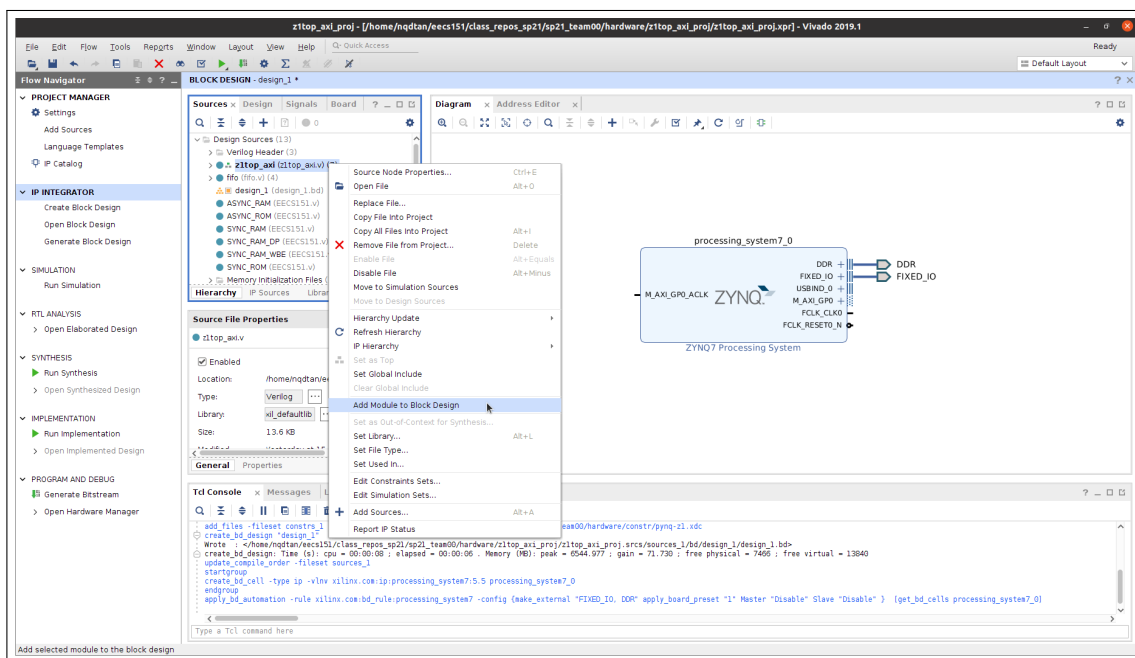 z1top_axi_proj - [/home/nqdtan/eecs151/class_repos_sp21/sp21_team00/hardware/z1top_axi_proj/z1top_axi_proj.xpr] - Vivado 2019.1
File Edit Flow Tools Reports Window Layout View Help Q- Quick Access Ready
Default Layout
Flow Navigator
PROJECT MANAGER
Settings
Add Sources
Language Templates
IP Catalog
IP INTEGRATOR
Create Block Design
Open Block Design
Generate Block Design
SIMULATION
Run Simulation
RTL ANALYSIS
Open Elaborated Design
SYNTHESIS
Run Synthesis
Open Synthesized Design
IMPLEMENTATION
Run Implementation
Open Implemented Design
PROGRAM AND DEBUG
Generate Bitstream
Open Hardware Manager
BLOCK DESIGN - design_1 *
Sources Design Signals Board
0
Design Sources (13)
Verilog Header (3)
z1top_axi (z1top_axi.v)
fifo (fifo.v) (4)
design_1 (design_1.bd)
ASYNC_RAM (EECS151.v)
ASYNC_ROM (EECS151.v)
SYNC_RAM (EECS151.v)
SYNC_RAM_DP (EECS151.v)
SYNC_RAM_WBE (EECS151.
SYNC_ROM (EECS151.v)
Memory Initialization Files (
Hierarchy IP Sources Librar
Source File Properties
z1top_axi.v
Enabled
Location: /home/nqdtan/ee
Type: Verilog
Library: xil_defaultlib
Size: 13.6 KB
General Properties
Source Node Properties... Ctrl+E
Open File Alt+O
Replace File...
Copy File Into Project
Copy All Files Into Project Alt+I
Remove File from Project... Delete
Enable File Alt+Equals
Disable File Alt+Minus
Move to Simulation Sources
Move to Design Sources
Hierarchy Update
Refresh Hierarchy
IP Hierarchy
Set as Top
Set Global Include
Clear Global Include
Add Module to Block Design
Set as Out-of-Context for Synthesis...
Set Library... Alt+L
Set File Type...
Set Used In...
Edit Constraints Sets...
Edit Simulation Sets...
Add Sources... Alt+A
Report IP Status
Diagram Address Editor
processing_system7_0
M_AXI_GP0_ACLK
ZYNQ
DDR
FIXED_IO
USBIND_0
M_AXI_GP0
FCLK_CLK0
FCLK_RESET0_N
DDR
FIXED_IO
ZYNQ7 Processing System
Tcl Console Messages
add_files -fileset constrs_1 eam00/hardware/constr/pynq-z1.xdc
create_bd_design "design_1"
Wrote : </home/nqdtan/eecs151/class_repos_sp21/sp21_team00/hardware/z1top_axi_proj/z1top_axi_proj.srcs/sources_1/bd/design_1/design_1.bd>
create_bd_design: Time (s): cpu = 00:00:08 ; elapsed = 00:00:06 . Memory (MB): peak = 6544.977 ; gain = 71.730 ; free physical = 7466 ; free virtual = 13840
update_compile_order -fileset sources_1
startgroup
create_bd_cell -type ip -vlnv xilinx.com:ip:processing_system7:5.5 processing_system7_0
endgroup
apply_bd_automation -rule xilinx.com:bd_rule:processing_system7 -config {make_external "FIXED_IO, DDR" apply_board_preset "1" Master "Disable" Slave "Disable" } [get_bd_cells processing_system7_0]
Type a Tcl command here
Add selected module to the block design